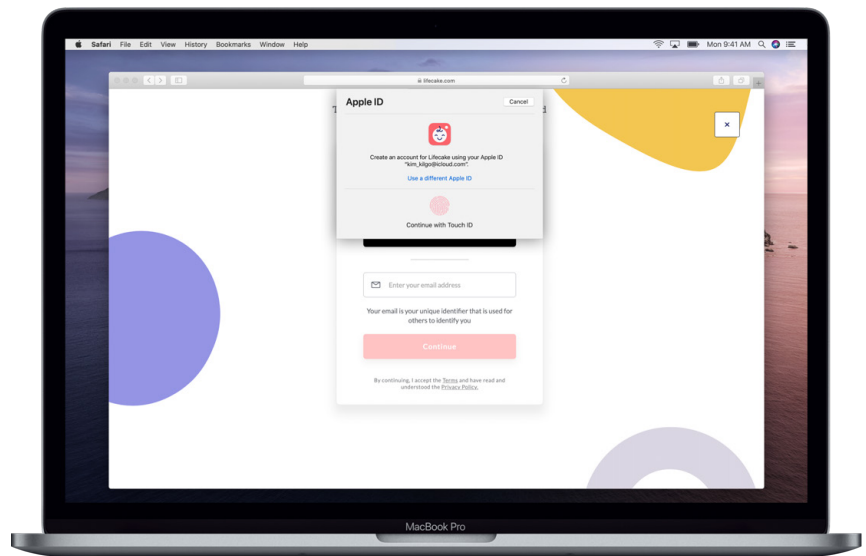 Safari File Edit View History Bookmarks Window Help
Mon 9:41 AM
lifecake.com
Apple ID
Cancel
Create an account for Lifecake using your Apple ID
"kim_kilgo@icloud.com".
Use a different Apple ID
Continue with Touch ID
Enter your email address
Your email is your unique identifier that is used for
others to identify you
Continue
By continuing, I accept the Terms and have read and
understood the Privacy Policy.
MacBook Pro